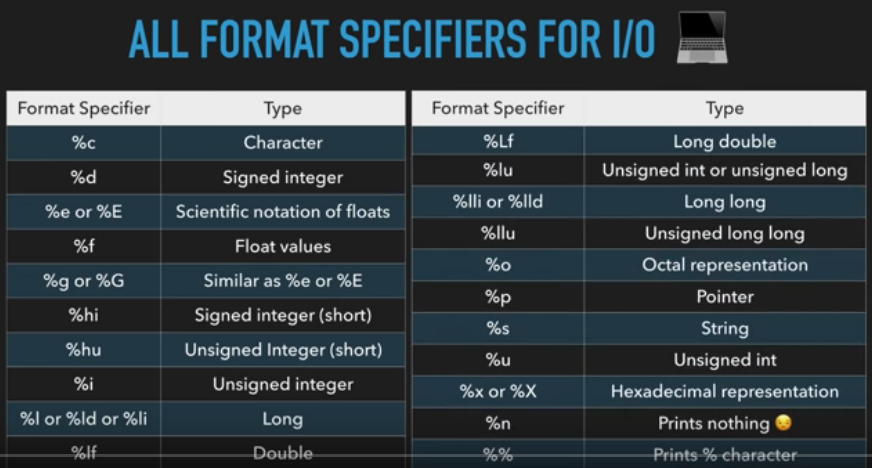 ALL FORMAT SPECIFIERS FOR I/O 💻
Format Specifier Type
%c Character
%d Signed integer
%e or %E Scientific notation of floats
%f Float values
%g or %G Similar as %e or %E
%hi Signed integer (short)
%hu Unsigned Integer (short)
%i Unsigned integer
%l or %ld or %li Long
%lf Double
Format Specifier Type
%Lf Long double
%lu Unsigned int or unsigned long
%lli or %lld Long long
%llu Unsigned long long
%o Octal representation
%p Pointer
%s String
%u Unsigned int
%x or %X Hexadecimal representation
%n Prints nothing 😣
%% Prints % character